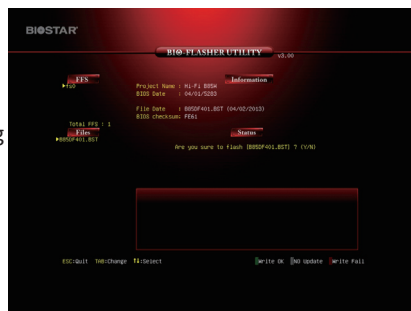 BIOSTAR
BIO-FLASHER UTILITY v3.00
FFS
▶fs0
Total FFS : 1
Files
▶B85DF401.BST
Information
Project Name : Hi-Fi B85W
BIOS Date : 04/01/5203
File Date : B85DF401.BST (04/02/2013)
BIOS checksum: FE61
Status
Are you sure to flash [B85DF401.BST] ? (Y/N)
ESC:Quit TAB:Change ↑↓:Select
Write OK NO Update Write Fail
g